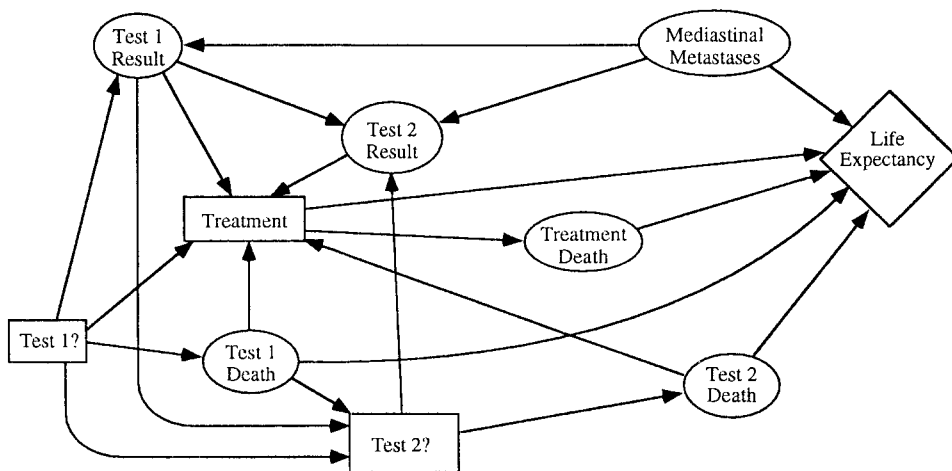 Test 1
Result
Mediastinal
Metastases
Test 2
Result
Life
Expectancy
Treatment
Treatment
Death
Test 1?
Test 1
Death
Test 2
Death
Test 2?